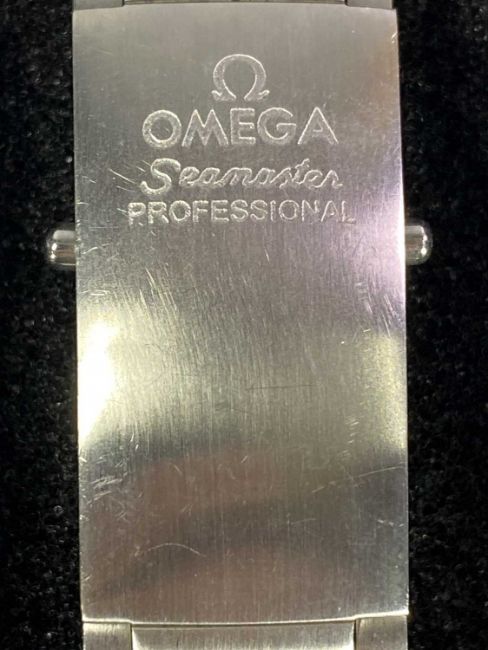 Ω
OMEGA
Seamaster
PROFESSIONAL